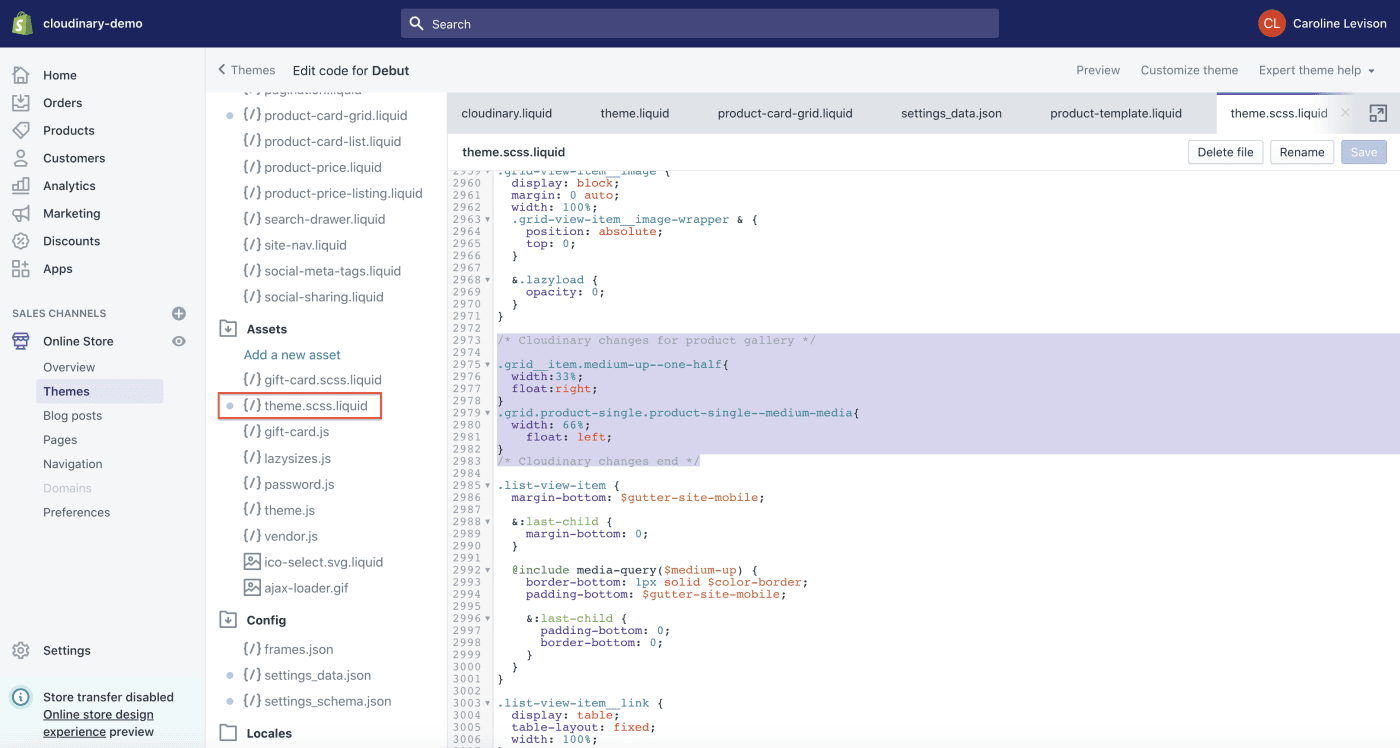 cloudinary-demo
Search
CL
Caroline Levison
Home
Orders
Products
Customers
Analytics
Marketing
Discounts
Apps
SALES CHANNELS
Online Store
Overview
Themes
Blog posts
Pages
Navigation
Domains
Preferences
Settings
Store transfer disabled
Online store design
experience preview
Themes
Edit code for Debut
Preview
Customize theme
Expert theme help
pagination.liquid
{/} product-card-grid.liquid
{/} product-card-list.liquid
{/} product-price.liquid
{/} product-price-listing.liquid
{/} search-drawer.liquid
{/} site-nav.liquid
{/} social-meta-tags.liquid
{/} social-sharing.liquid
Assets
Add a new asset
{/} gift-card.scss.liquid
{/} theme.scss.liquid
{/} gift-card.js
{/} lazysizes.js
{/} password.js
{/} theme.js
{/} vendor.js
ico-select.svg.liquid
ajax-loader.gif
Config
{/} frames.json
{/} settings_data.json
{/} settings_schema.json
Locales
cloudinary.liquid
theme.liquid
product-card-grid.liquid
settings_data.json
product-template.liquid
theme.scss.liquid
theme.scss.liquid
Delete file
Rename
Save
2959 .grid-view-item__image {
2960 display: block;
2961 margin: 0 auto;
2962 width: 100%;
2963 .grid-view-item__image-wrapper & {
2964 position: absolute;
2965 top: 0;
2966 }
2967
2968 &.lazyload {
2969 opacity: 0;
2970 }
2971 }
2972
2973 /* Cloudinary changes for product gallery */
2974
2975 .grid__item.medium-up--one-half{
2976 width:33%;
2977 float:right;
2978 }
2979 .grid.product-single.product-single--medium-media{
2980 width: 66%;
2981 float: left;
2982 }
2983 /* Cloudinary changes end */
2984
2985 .list-view-item {
2986 margin-bottom: $gutter-site-mobile;
2987
2988 &:last-child {
2989 margin-bottom: 0;
2990 }
2991
2992 @include media-query($medium-up) {
2993 border-bottom: 1px solid $color-border;
2994 padding-bottom: $gutter-site-mobile;
2995
2996 &:last-child {
2997 padding-bottom: 0;
2998 border-bottom: 0;
2999 }
3000 }
3001 }
3002
3003 .list-view-item__link {
3004 display: table;
3005 table-layout: fixed;
3006 width: 100%;